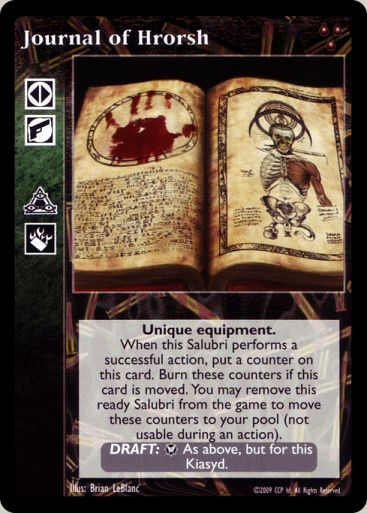 Journal of Hrorsh
Unique equipment.
When this Salubri performs a
successful action, put a counter on
this card. Burn these counters if this
card is moved. You may remove this
ready Salubri from the game to move
these counters to your pool (not
usable during an action).
DRAFT: As above, but for this
Kiasyd.
Illus: Brian LeBlanc
©2009 CCP hf. All Rights Reserved